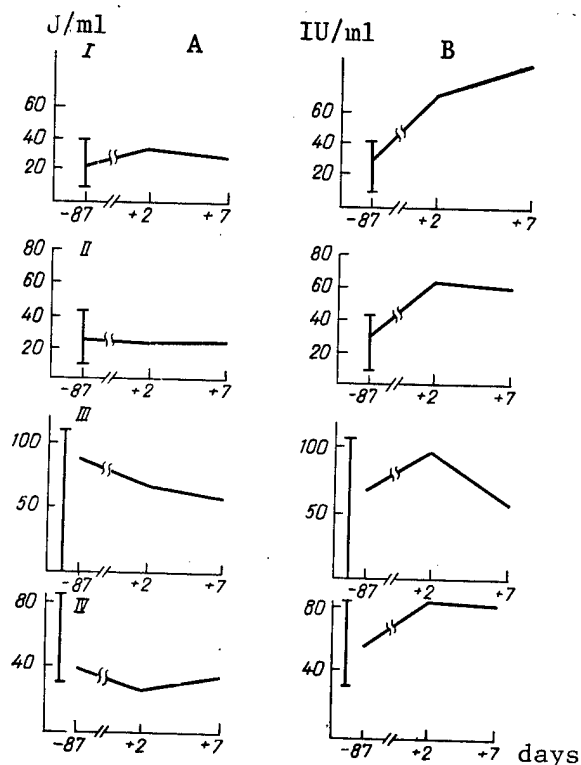 J/ml IU/ml
I A B
60 60
40 40
20 20
-87 +2 +7 -87 +2 +7
II
80 80
60 60
40 40
20 20
-87 +2 +7 -87 +2 +7
III
100 100
50 50
-87 +2 +7 -87 +2 +7
IV
80 80
40 40
-87 +2 +7 -87 +2 +7 days